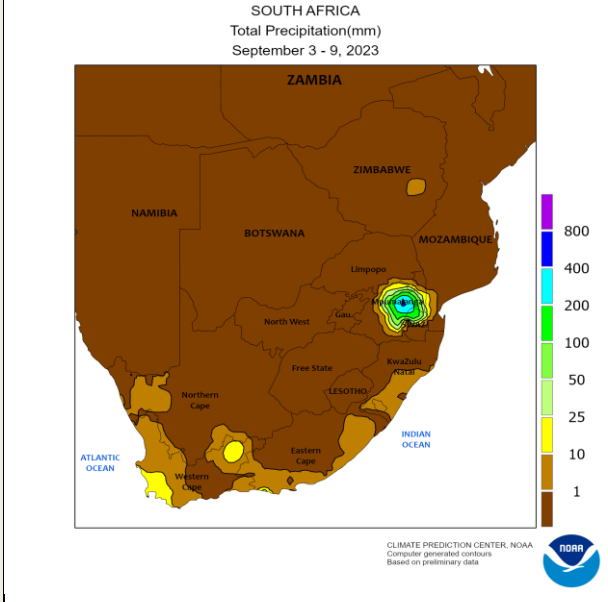 SOUTH AFRICA
Total Precipitation(mm)
September 3 - 9, 2023
ZAMBIA
ZIMBABWE
NAMIBIA
BOTSWANA
MOZAMBIQUE
Limpopo
Mpumalanga
Gau.
North West
SWAZ.
KwaZulu
Natal
Free State
LESOTHO
Northern
Cape
Eastern
Cape
Western
Cape
ATLANTIC
OCEAN
INDIAN
OCEAN
800
400
200
100
50
25
10
1
CLIMATE PREDICTION CENTER, NOAA
Computer generated contours
Based on preliminary data
NOAA